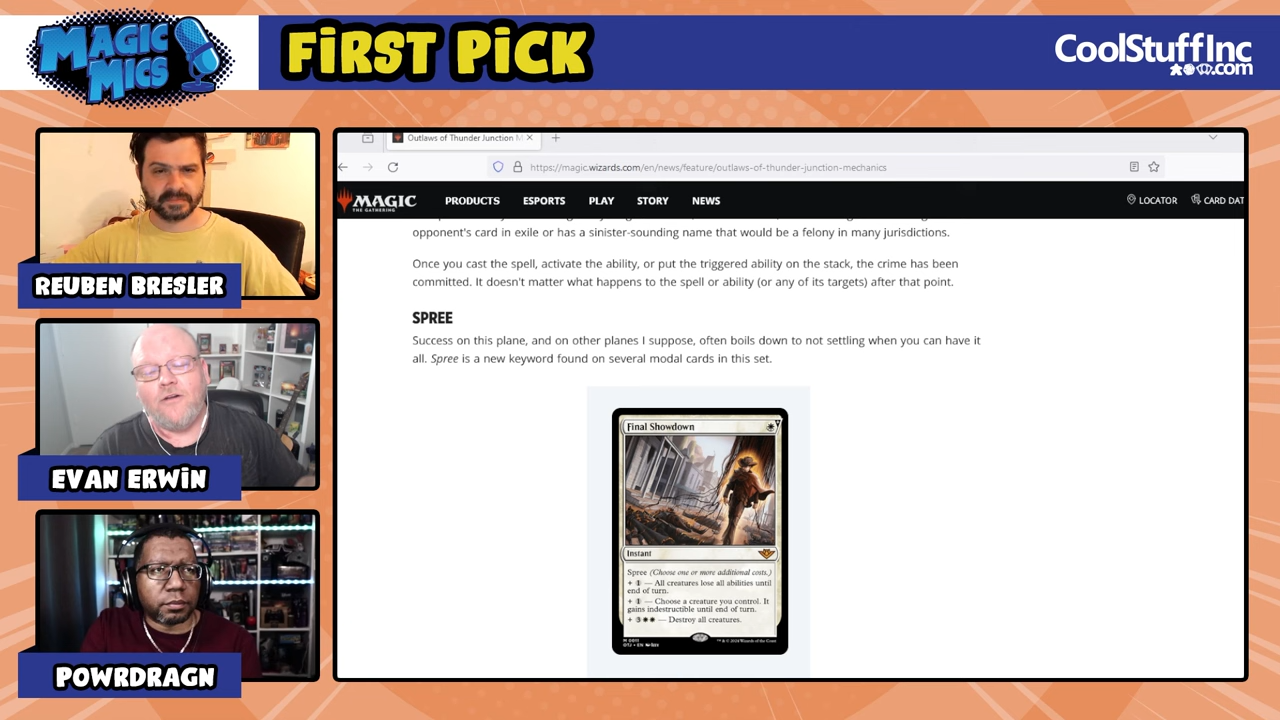 MAGIC MICS
FIRST PICK
CoolStuffInc
.com
REUBEN BRESLER
EVAN ERWIN
POWRDRAGN
Outlaws of Thunder Junction M
https://magic.wizards.com/en/news/feature/outlaws-of-thunder-junction-mechanics
MAGIC
THE GATHERING
PRODUCTS ESPORTS PLAY STORY NEWS
LOCATOR CARD DAT
opponent's card in exile or has a sinister-sounding name that would be a felony in many jurisdictions.
Once you cast the spell, activate the ability, or put the triggered ability on the stack, the crime has been
committed. It doesn't matter what happens to the spell or ability (or any of its targets) after that point.
SPREE
Success on this plane, and on other planes I suppose, often boils down to not settling when you can have it
all. Spree is a new keyword found on several modal cards in this set.
Final Showdown
Instant
Spree (Choose one or more additional costs.)
+ 1 — All creatures lose all abilities until
end of turn.
+ 1 — Choose a creature you control. It
gains indestructible until end of turn.
+ 3 — Destroy all creatures.